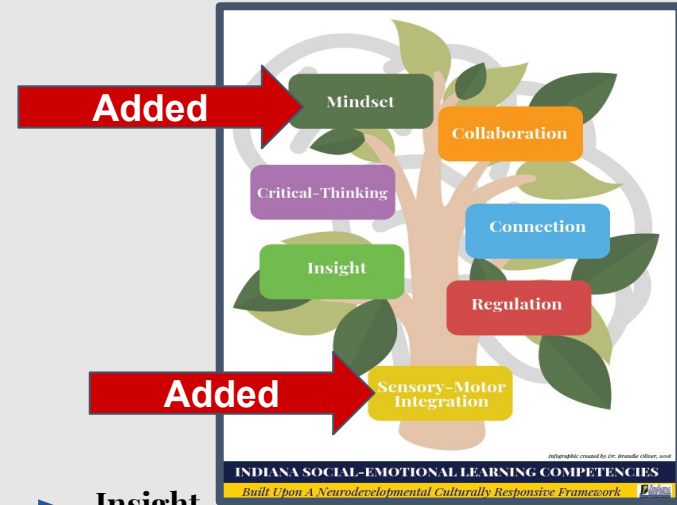 Added
Mindset
Collaboration
Critical-Thinking
Connection
Insight
Regulation
Added
Sensory-Motor
Integration
Infographic created by Dr. Brandie Oliver, 2018
INDIANA SOCIAL-EMOTIONAL LEARNING COMPETENCIES
Built Upon A Neurodevelopmental Culturally Responsive Framework
Insight